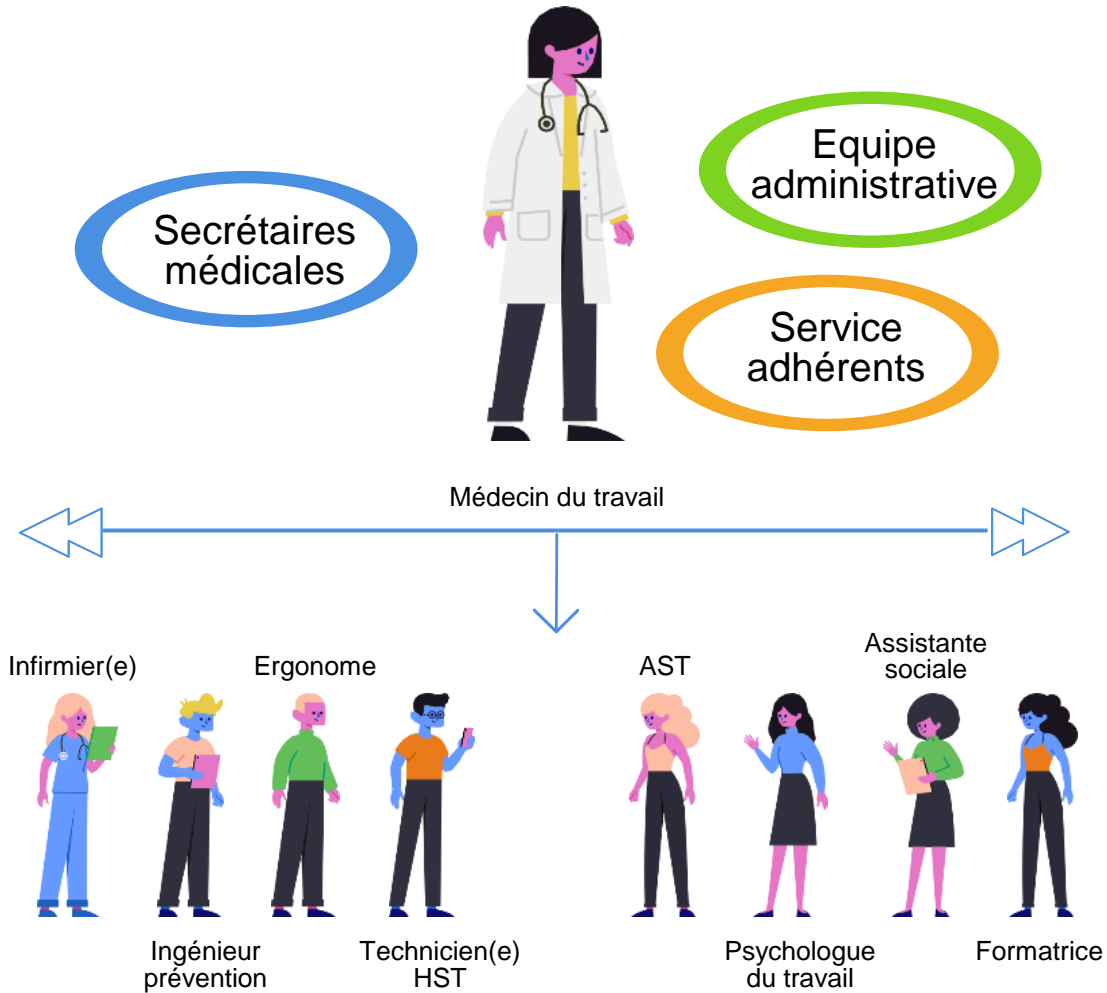 Equipe
administrative
Secrétaires
médicales
Service
adhérents
Médecin du travail
Infirmier(e)
Ergonome
AST
Assistante
sociale
Ingénieur
prévention
Technicien(e)
HST
Psychologue
du travail
Formatrice